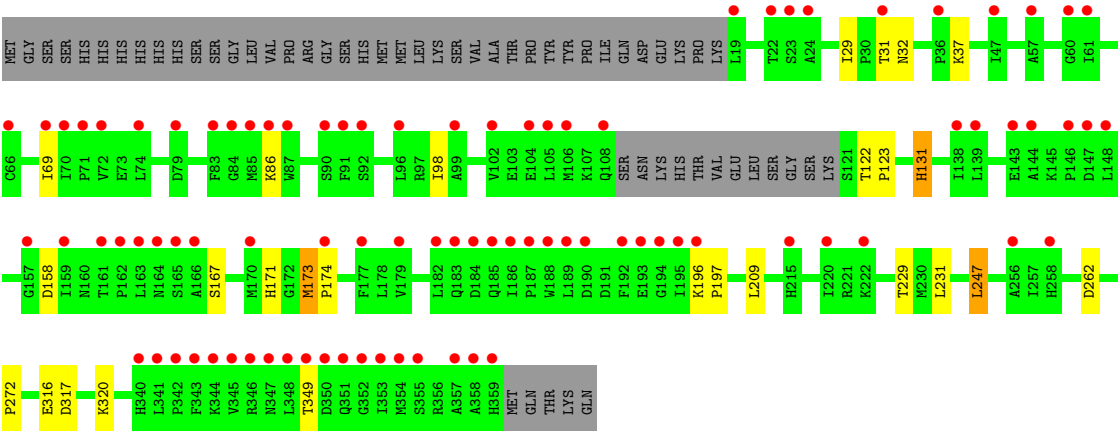 MET GLY SER SER HIS HIS HIS HIS HIS HIS SER SER GLY LEU VAL PRO ARG GLY SER HIS MET MET LEU LYS SER VAL ALA THR PRO TYR TYR PRO ILE GLN ASP GLU LYS PRO LYS L19 T22 S23 A24 I29 P30 T31 N32 P36 K37 I47 A57 G60 I61
C66 I69 I70 P71 V72 E73 L74 D79 F83 G84 M85 K86 W87 S90 F91 S92 L96 R97 I98 A99 V102 E103 E104 L105 M106 K107 Q108 SER ASN LYS HIS THR VAL GLU LEU SER GLY SER LYS S121 T122 P123 H131 I138 L139 E143 A144 K145 P146 D147 L148
G157 D158 I159 N160 T161 P162 L163 N164 S165 A166 S167 M170 H171 G172 M173 P174 F177 L178 V179 L182 Q183 D184 Q185 I186 P187 W188 L189 D190 D191 F192 E193 G194 I195 K196 P197 L209 H215 I220 R221 K222 T229 M230 L231 L247 A256 I257 H258 D262
P272 E316 D317 K320 H340 L341 P342 F343 K344 V345 R346 N347 L348 T349 D350 Q351 G352 I353 M354 S355 R356 A357 A358 H359 MET GLN THR LYS GLN